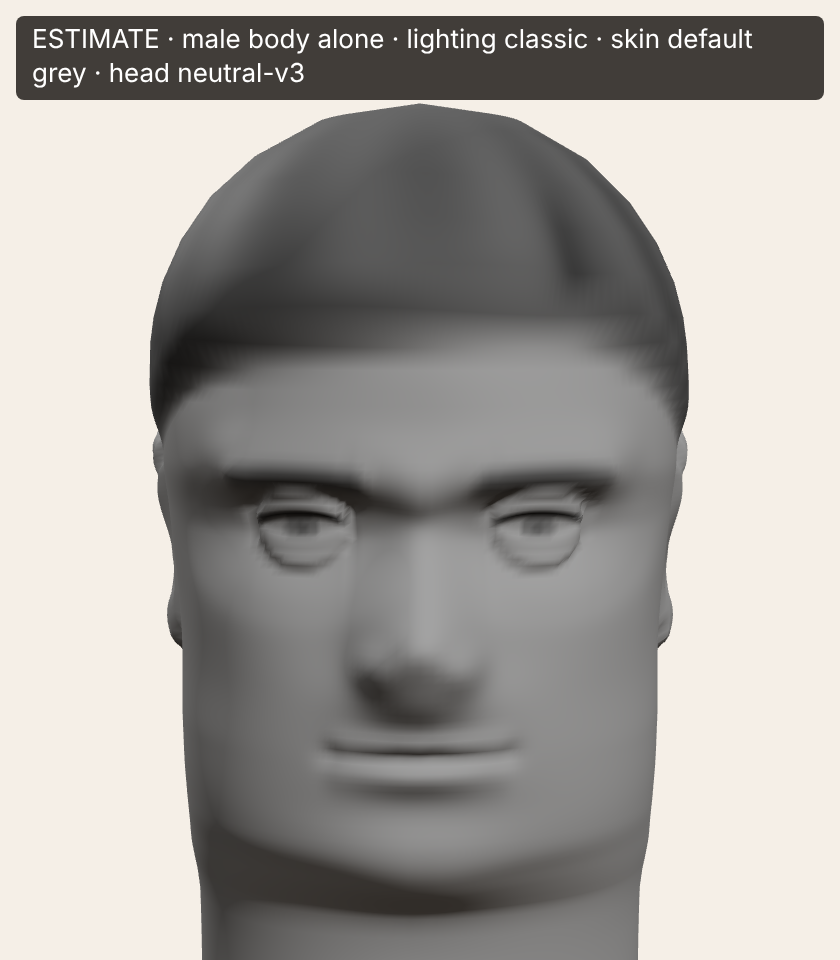 ESTIMATE · male body alone · lighting classic · skin default
grey · head neutral-v3